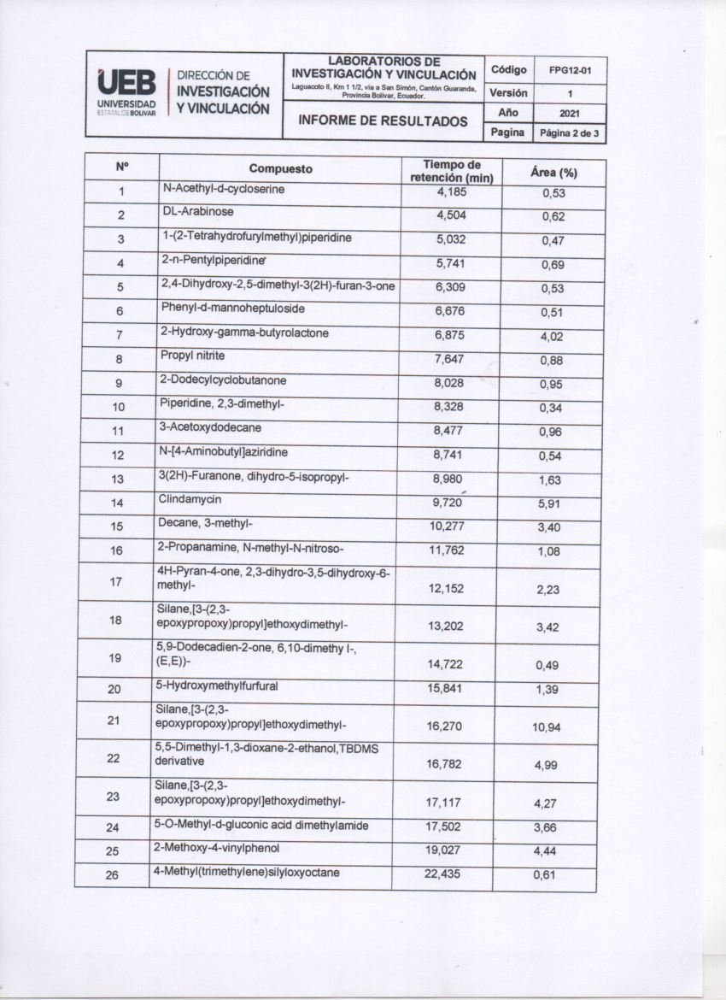 UEB
UNIVERSIDAD
ESTATAL DE BOLIVAR
DIRECCIÓN DE
INVESTIGACIÓN
Y VINCULACIÓN
LABORATORIOS DE
INVESTIGACIÓN Y VINCULACIÓN
Laguacoto II, Km 1 1/2, vía a San Simón, Cantón Guaranda,
Provincia Bolívar, Ecuador.
INFORME DE RESULTADOS
Código FPG12-01
Versión 1
Año 2021
Pagina Página 2 de 3
Nº Compuesto Tiempo de
retención (min) Área (%)
1 N-Acethyl-d-cycloserine 4,185 0,53
2 DL-Arabinose 4,504 0,62
3 1-(2-Tetrahydrofurylmethyl)piperidine 5,032 0,47
4 2-n-Pentylpiperidine 5,741 0,69
5 2,4-Dihydroxy-2,5-dimethyl-3(2H)-furan-3-one 6,309 0,53
6 Phenyl-d-mannoheptuloside 6,676 0,51
7 2-Hydroxy-gamma-butyrolactone 6,875 4,02
8 Propyl nitrite 7,647 0,88
9 2-Dodecylcyclobutanone 8,028 0,95
10 Piperidine, 2,3-dimethyl- 8,328 0,34
11 3-Acetoxydodecane 8,477 0,96
12 N-[4-Aminobutyl]aziridine 8,741 0,54
13 3(2H)-Furanone, dihydro-5-isopropyl- 8,980 1,63
14 Clindamycin 9,720 5,91
15 Decane, 3-methyl- 10,277 3,40
16 2-Propanamine, N-methyl-N-nitroso- 11,762 1,08
17 4H-Pyran-4-one, 2,3-dihydro-3,5-dihydroxy-6-
methyl- 12,152 2,23
18 Silane,[3-(2,3-
epoxypropoxy)propyl]ethoxydimethyl- 13,202 3,42
19 5,9-Dodecadien-2-one, 6,10-dimethy l-,
(E,E))- 14,722 0,49
20 5-Hydroxymethylfurfural 15,841 1,39
21 Silane,[3-(2,3-
epoxypropoxy)propyl]ethoxydimethyl- 16,270 10,94
22 5,5-Dimethyl-1,3-dioxane-2-ethanol,TBDMS
derivative 16,782 4,99
23 Silane,[3-(2,3-
epoxypropoxy)propyl]ethoxydimethyl- 17,117 4,27
24 5-O-Methyl-d-gluconic acid dimethylamide 17,502 3,66
25 2-Methoxy-4-vinylphenol 19,027 4,44
26 4-Methyl(trimethylene)silyloxyoctane 22,435 0,61